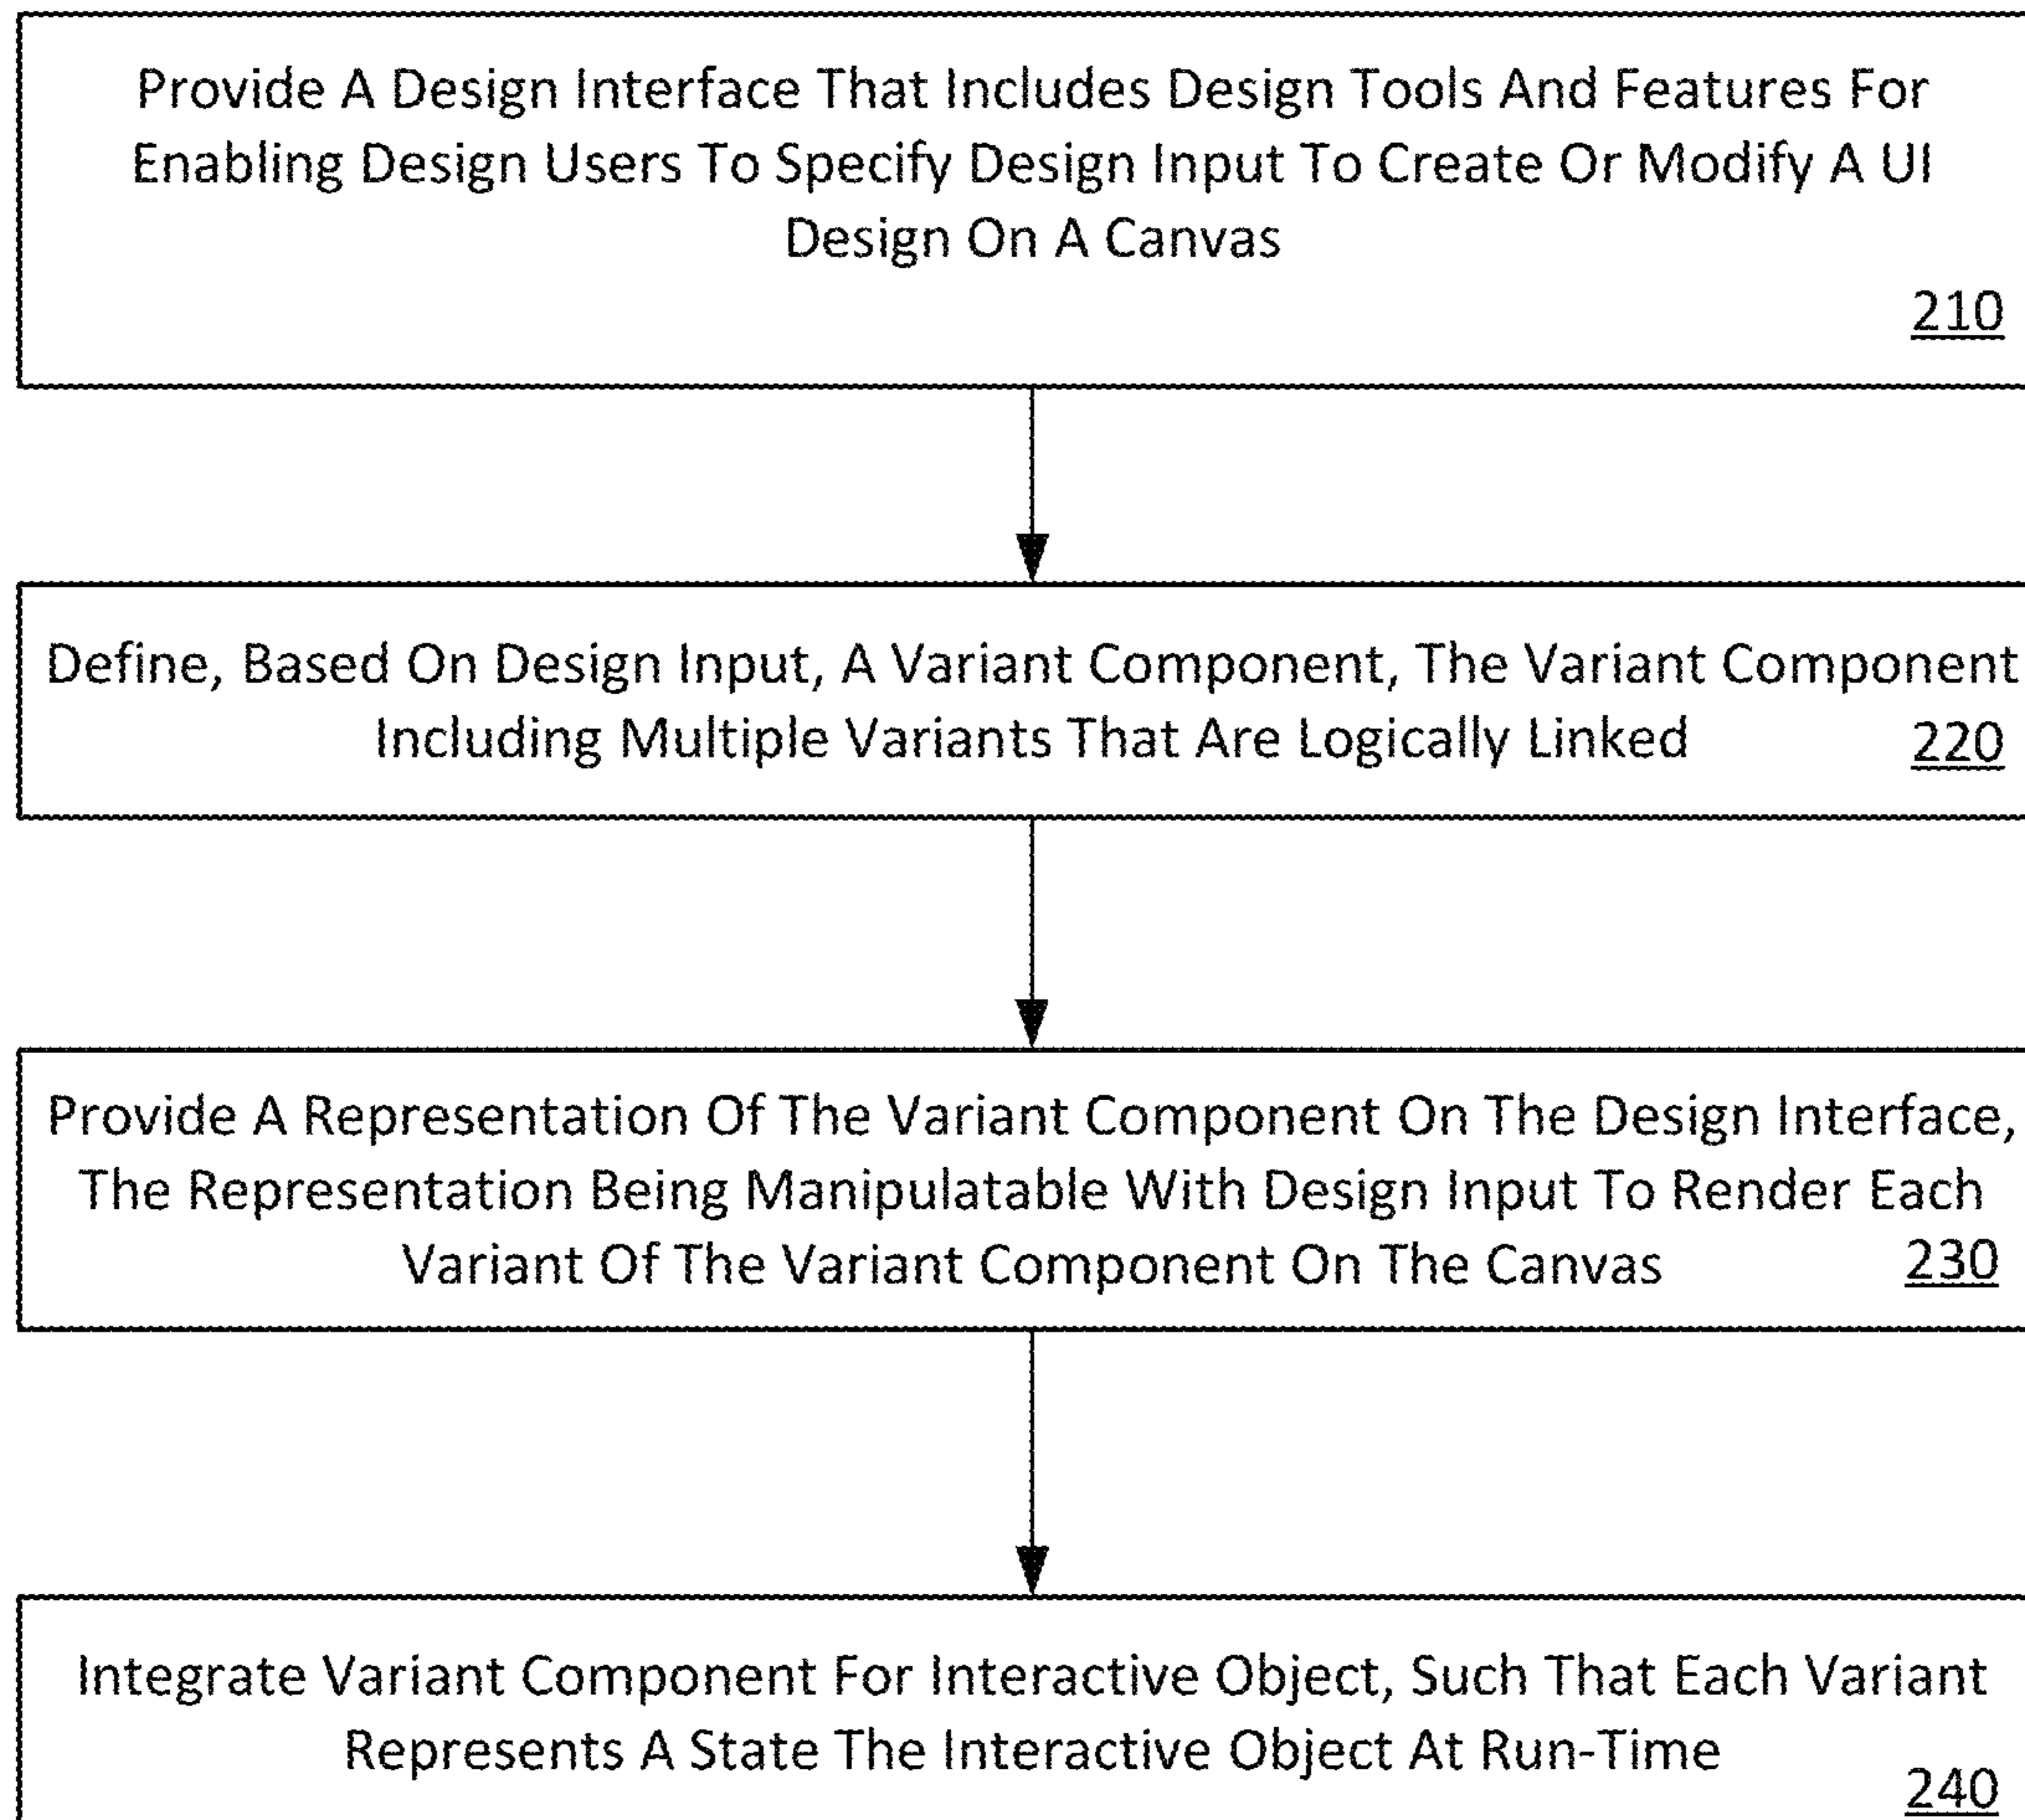 Provide A Design Interface That Includes Design Tools And Features For
Enabling Design Users To Specify Design Input To Create Or Modify A UI
Design On A Canvas
210
Define, Based On Design Input, A Variant Component, The Variant Component
Including Multiple Variants That Are Logically Linked 220
Provide A Representation Of The Variant Component On The Design Interface,
The Representation Being Manipulatable With Design Input To Render Each
Variant Of The Variant Component On The Canvas 230
Integrate Variant Component For Interactive Object, Such That Each Variant
Represents A State The Interactive Object At Run-Time
240